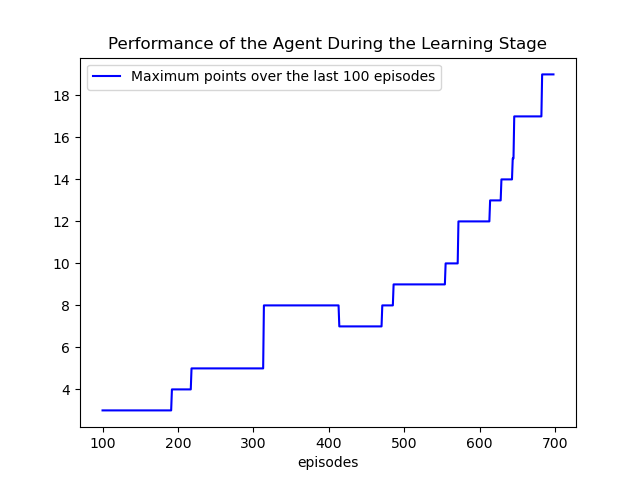 Performance of the Agent During the Learning Stage
Maximum points over the last 100 episodes
18
16
14
12
10
8
6
4
100 200 300 400 500 600 700
episodes